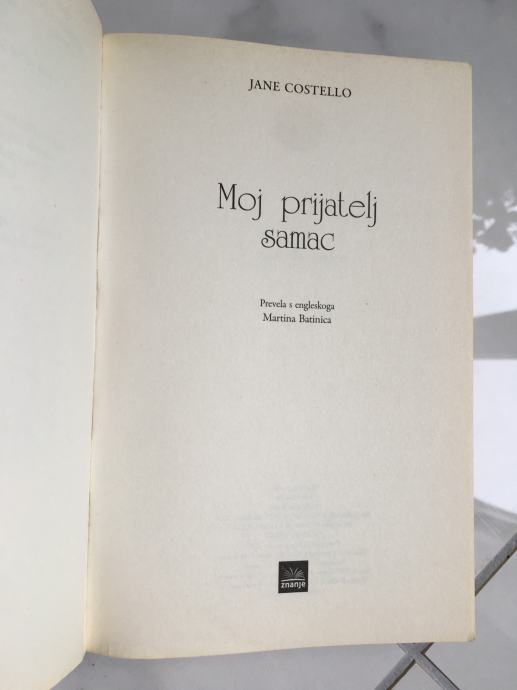 JANE COSTELLO
Moj prijatelj
samac
Prevela s engleskoga
Martina Batinica
znanje